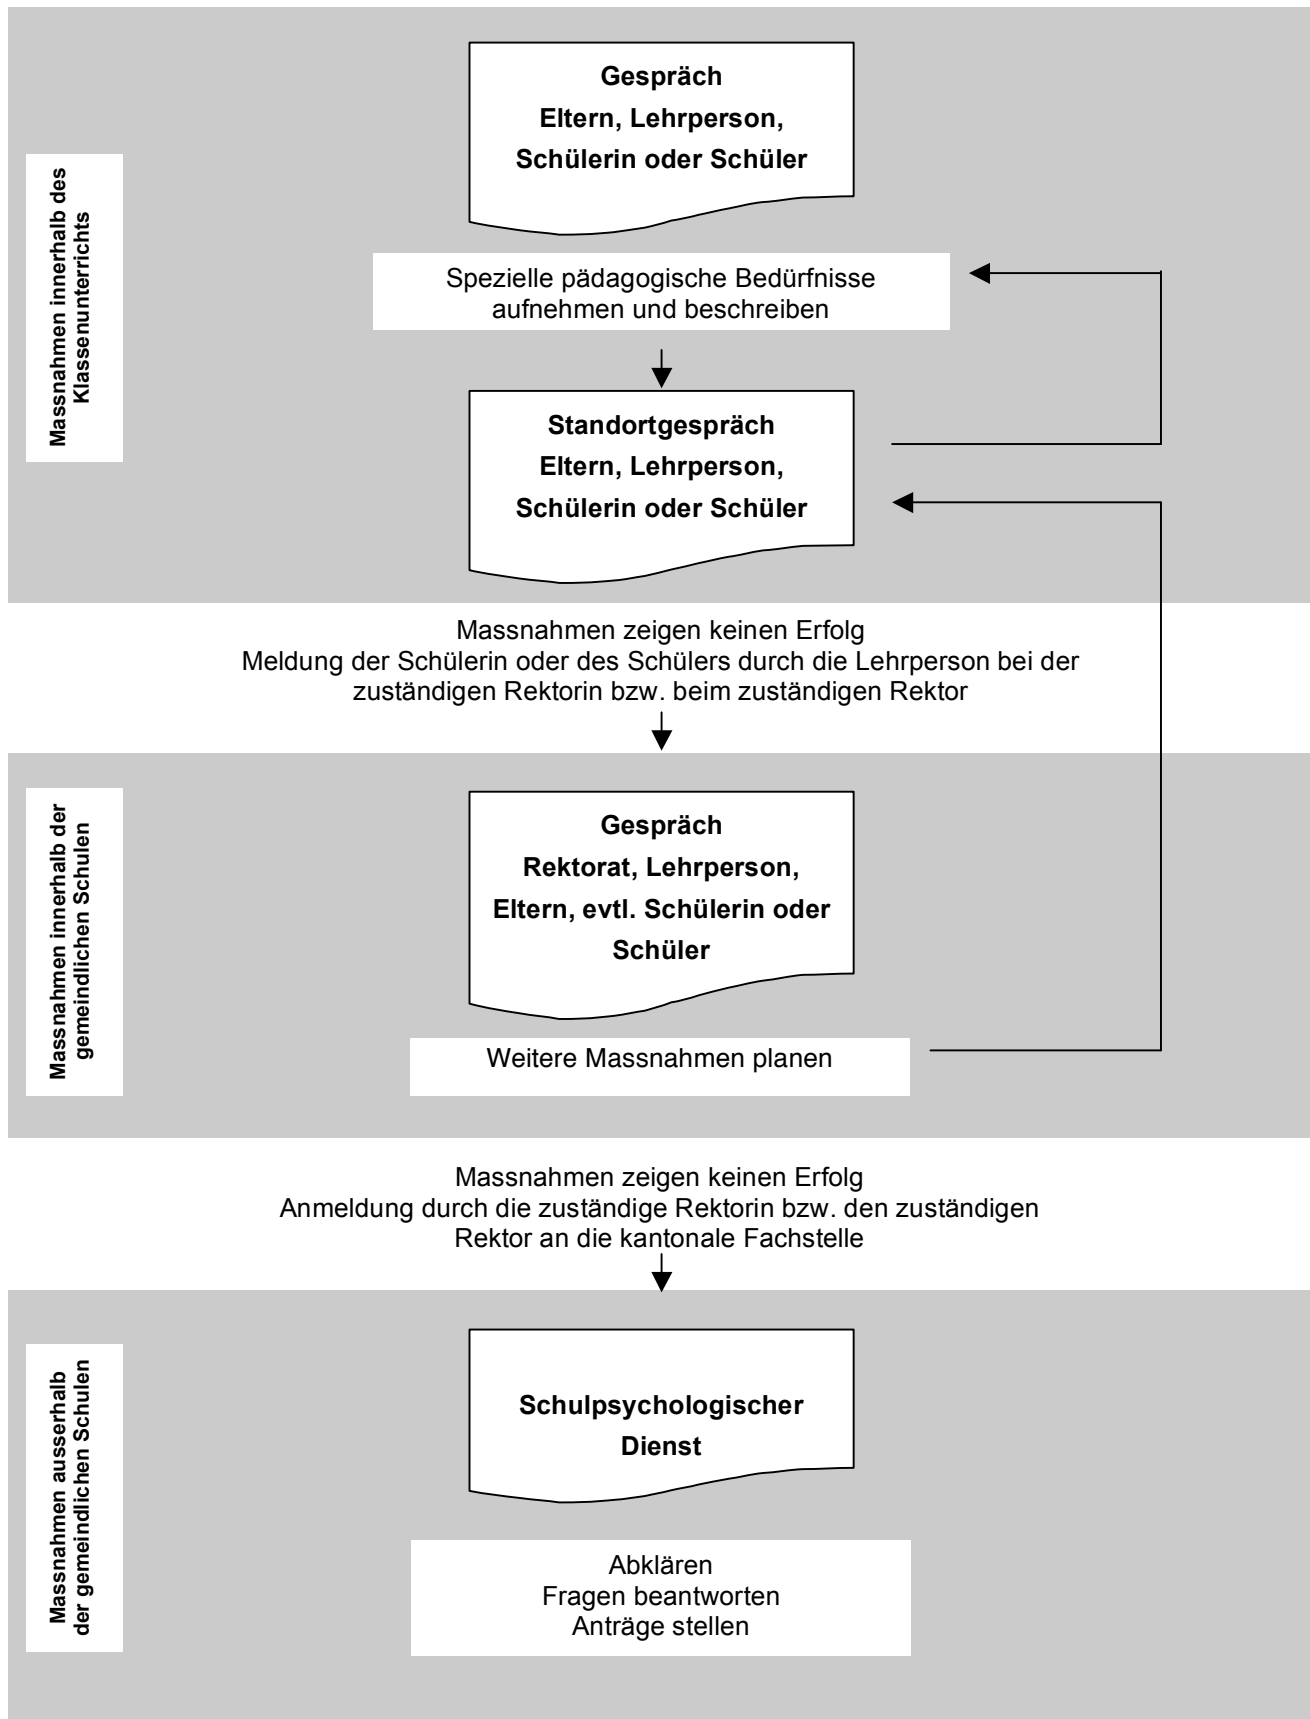 Gespräch
Eltern, Lehrperson,
Schülerin oder Schüler
Massnahmen innerhalb des
Klassenunterrichts
Spezielle pädagogische Bedürfnisse
aufnehmen und beschreiben
Standortgespräch
Eltern, Lehrperson,
Schülerin oder Schüler
Massnahmen zeigen keinen Erfolg
Meldung der Schülerin oder des Schülers durch die Lehrperson bei der
zuständigen Rektorin bzw. beim zuständigen Rektor
Massnahmen innerhalb der
gemeindlichen Schulen
Gespräch
Rektorat, Lehrperson,
Eltern, evtl. Schülerin oder
Schüler
Weitere Massnahmen planen
Massnahmen zeigen keinen Erfolg
Anmeldung durch die zuständige Rektorin bzw. den zuständigen
Rektor an die kantonale Fachstelle
Massnahmen ausserhalb
der gemeindlichen Schulen
Schulpsychologischer
Dienst
Abklären
Fragen beantworten
Anträge stellen